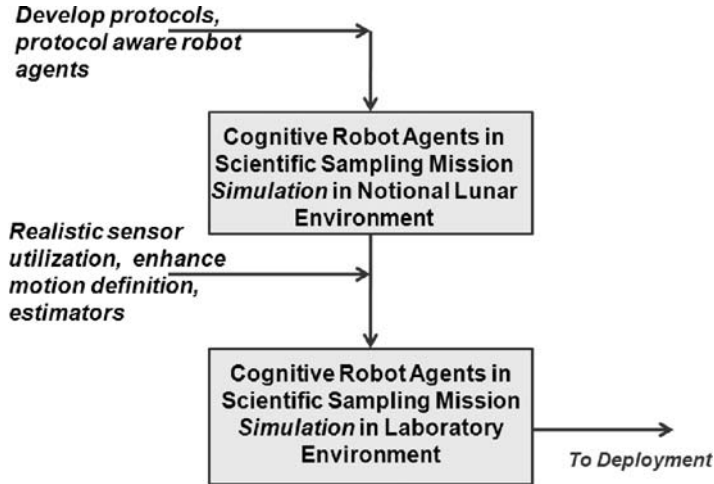 Develop protocols,
protocol aware robot
agents
Cognitive Robot Agents in
Scientific Sampling Mission
Simulation in Notional Lunar
Environment
Realistic sensor
utilization, enhance
motion definition,
estimators
Cognitive Robot Agents in
Scientific Sampling Mission
Simulation in Laboratory
Environment
To Deployment